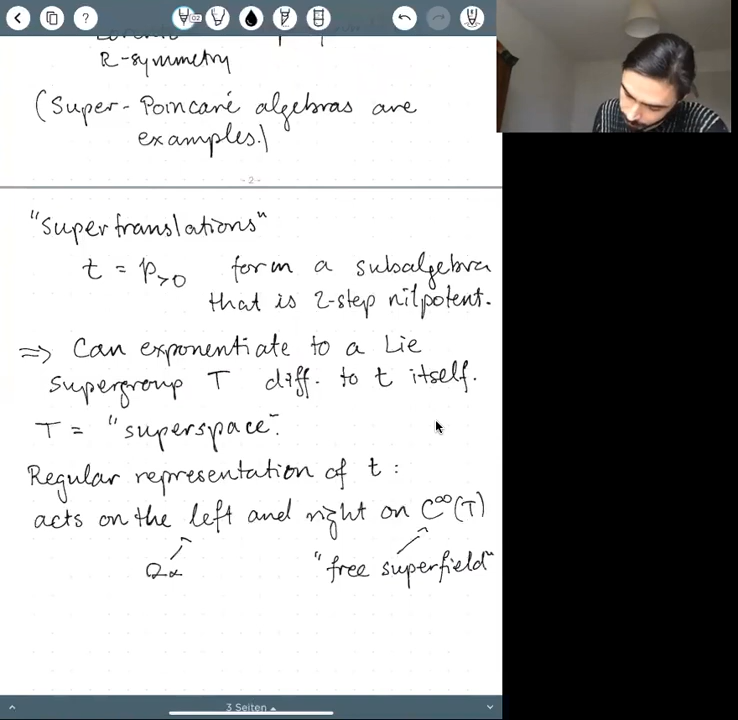 R-symmetry
(Super-Poincaré algebras are
examples.)
-2-
"Supertranslations"
t = p>0 form a subalgebra
that is 2-step nilpotent.
=> Can exponentiate to a Lie
supergroup T diff. to t itself.
T = "superspace".
Regular representation of t :
acts on the left and right on C∞(T)
Qα "free superfield"
3 Seiten